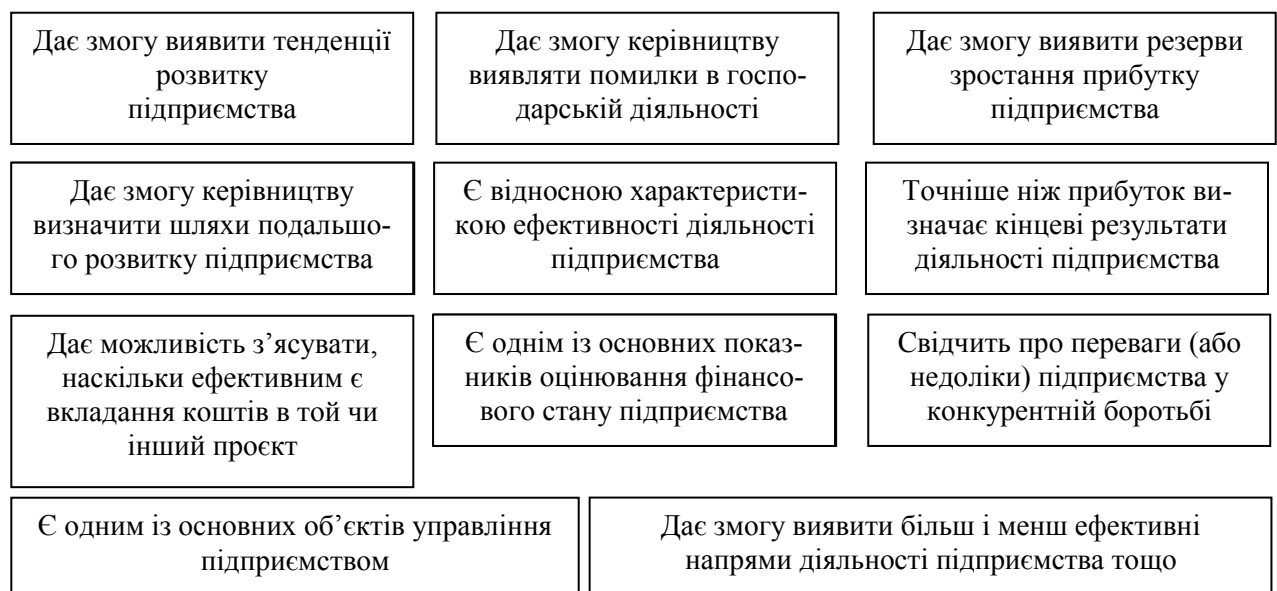 Дає змогу виявити тенденції
розвитку
підприємства
Дає змогу керівництву
виявляти помилки в госпо-
дарській діяльності
Дає змогу виявити резерви
зростання прибутку
підприємства
Дає змогу керівництву
визначити шляхи подальшо-
го розвитку підприємства
Є відносною характеристи-
кою ефективності діяльності
підприємства
Точніше ніж прибуток ви-
значає кінцеві результати
діяльності підприємства
Дає можливість з’ясувати,
наскільки ефективним є
вкладання коштів в той чи
інший проєкт
Є однім із основних показ-
ників оцінювання фінансо-
вого стану підприємства
Свідчить про переваги (або
недоліки) підприємства у
конкурентній боротьбі
Є одним із основних об’єктів управління
підприємством
Дає змогу виявити більш і менш ефективні
напрями діяльності підприємства тощо